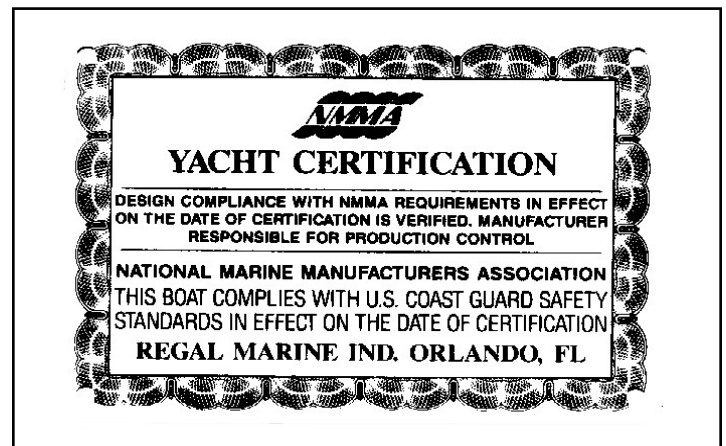 NMMA
YACHT CERTIFICATION
DESIGN COMPLIANCE WITH NMMA REQUIREMENTS IN EFFECT
ON THE DATE OF CERTIFICATION IS VERIFIED. MANUFACTURER
RESPONSIBLE FOR PRODUCTION CONTROL
NATIONAL MARINE MANUFACTURERS ASSOCIATION
THIS BOAT COMPLIES WITH U.S. COAST GUARD SAFETY
STANDARDS IN EFFECT ON THE DATE OF CERTIFICATION
REGAL MARINE IND. ORLANDO, FL